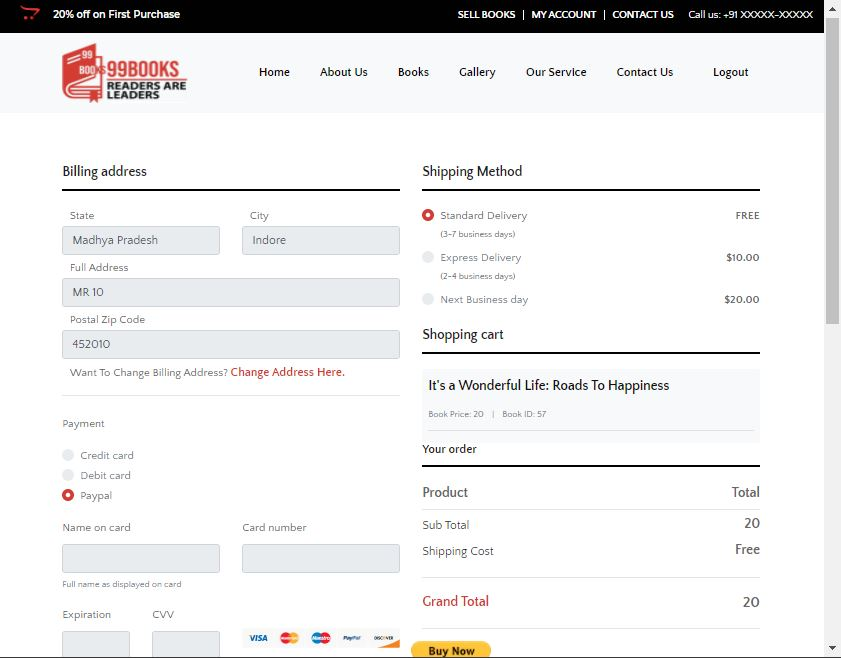 20% off on First Purchase
SELL BOOKS | MY ACCOUNT | CONTACT US Call us: +91 XXXXX-XXXXX
99 BOOKS
99BOOKS
READERS ARE
LEADERS
Home About Us Books Gallery Our Service Contact Us Logout
Billing address
State City
Madhya Pradesh Indore
Full Address
MR 10
Postal Zip Code
452010
Want To Change Billing Address? Change Address Here.
Payment
Credit card
Debit card
Paypal
Name on card Card number
Full name as displayed on card
Expiration CVV
VISA MasterCard Maestro PayPal DISCOVER
Shipping Method
Standard Delivery FREE
(3-7 business days)
Express Delivery $10.00
(2-4 business days)
Next Business day $20.00
Shopping cart
It's a Wonderful Life: Roads To Happiness
Book Price: 20 | Book ID: 57
Your order
Product Total
Sub Total 20
Shipping Cost Free
Grand Total 20
Buy Now